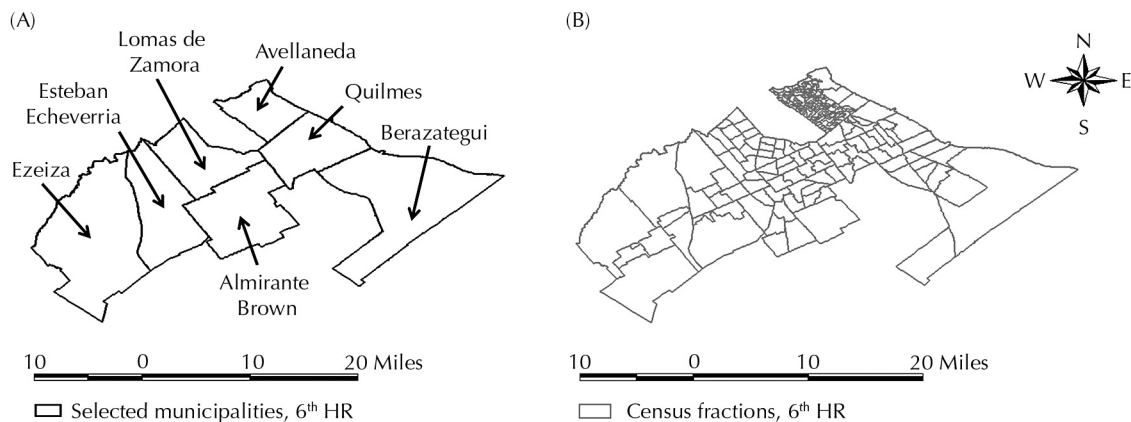 (A)
Lomas de
Zamora
Avellaneda
Esteban
Echeverria
Quilmes
Berazategui
Ezeiza
Almirante
Brown
10 0 10 20 Miles
Selected municipalities, 6th HR
(B)
N
W E
S
10 0 10 20 Miles
Census fractions, 6th HR